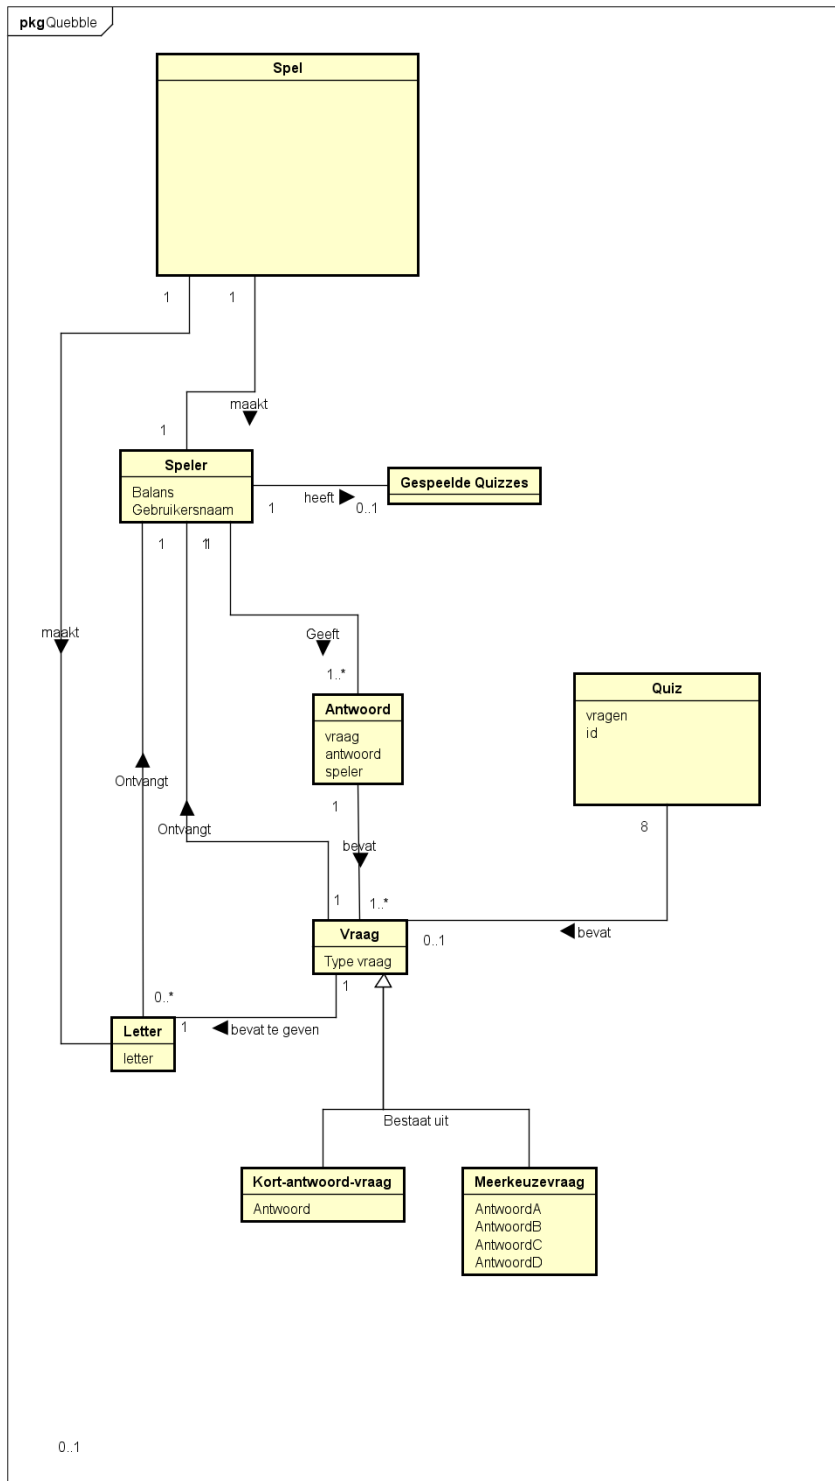 pkg Quebble
Spel
1
1
maakt
1
Speler
Balans
Gebruikersnaam
heeft
1
0..1
Gespeelde Quizzes
1
1
1
maakt
Geeft
1..*
Antwoord
vraag
antwoord
speler
Quiz
vragen
id
Ontvangt
Ontvangt
1
bevat
8
1
1..*
Vraag
Type vraag
0..1
bevat
1
0..*
Letter
letter
1
bevat te geven
Bestaat uit
Kort-antwoord-vraag
Antwoord
Meerkeuzevraag
AntwoordA
AntwoordB
AntwoordC
AntwoordD
0..1